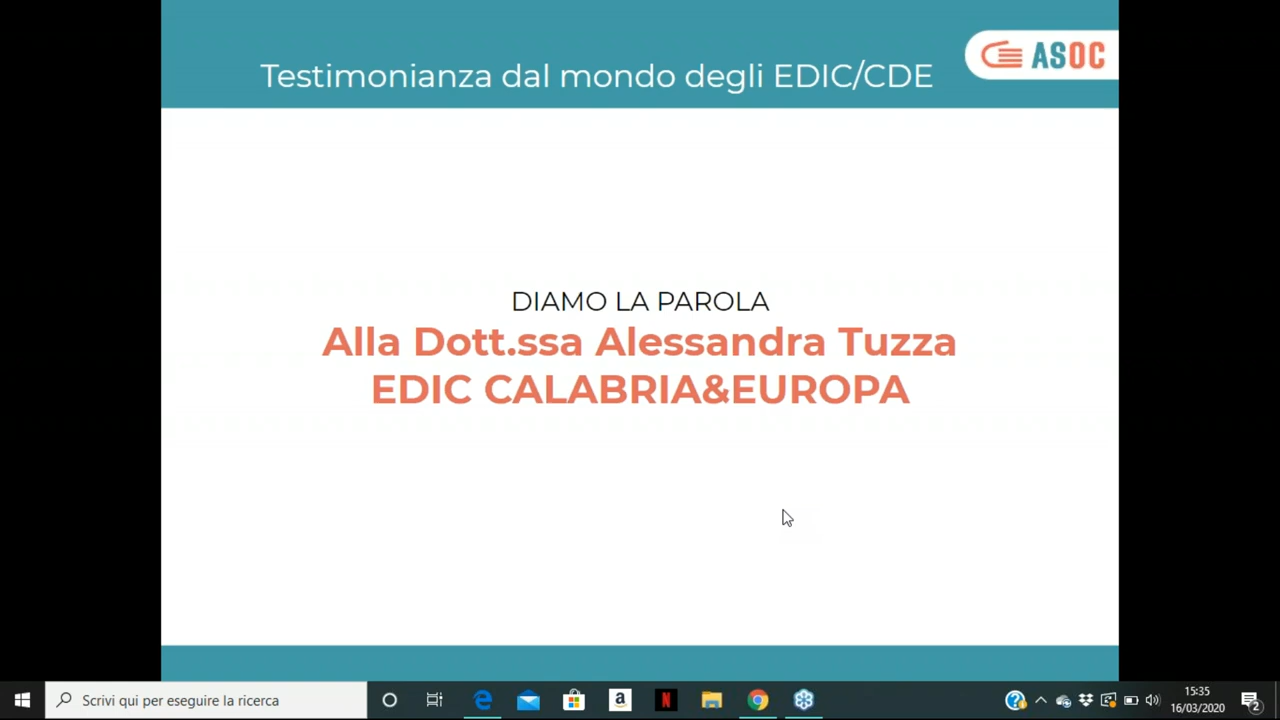 Testimonianza dal mondo degli EDIC/CDE
ASOC
DIAMO LA PAROLA
Alla Dott.ssa Alessandra Tuzza
EDIC CALABRIA&EUROPA
Scrivi qui per eseguire la ricerca
a
N
15:35
16/03/2020
2